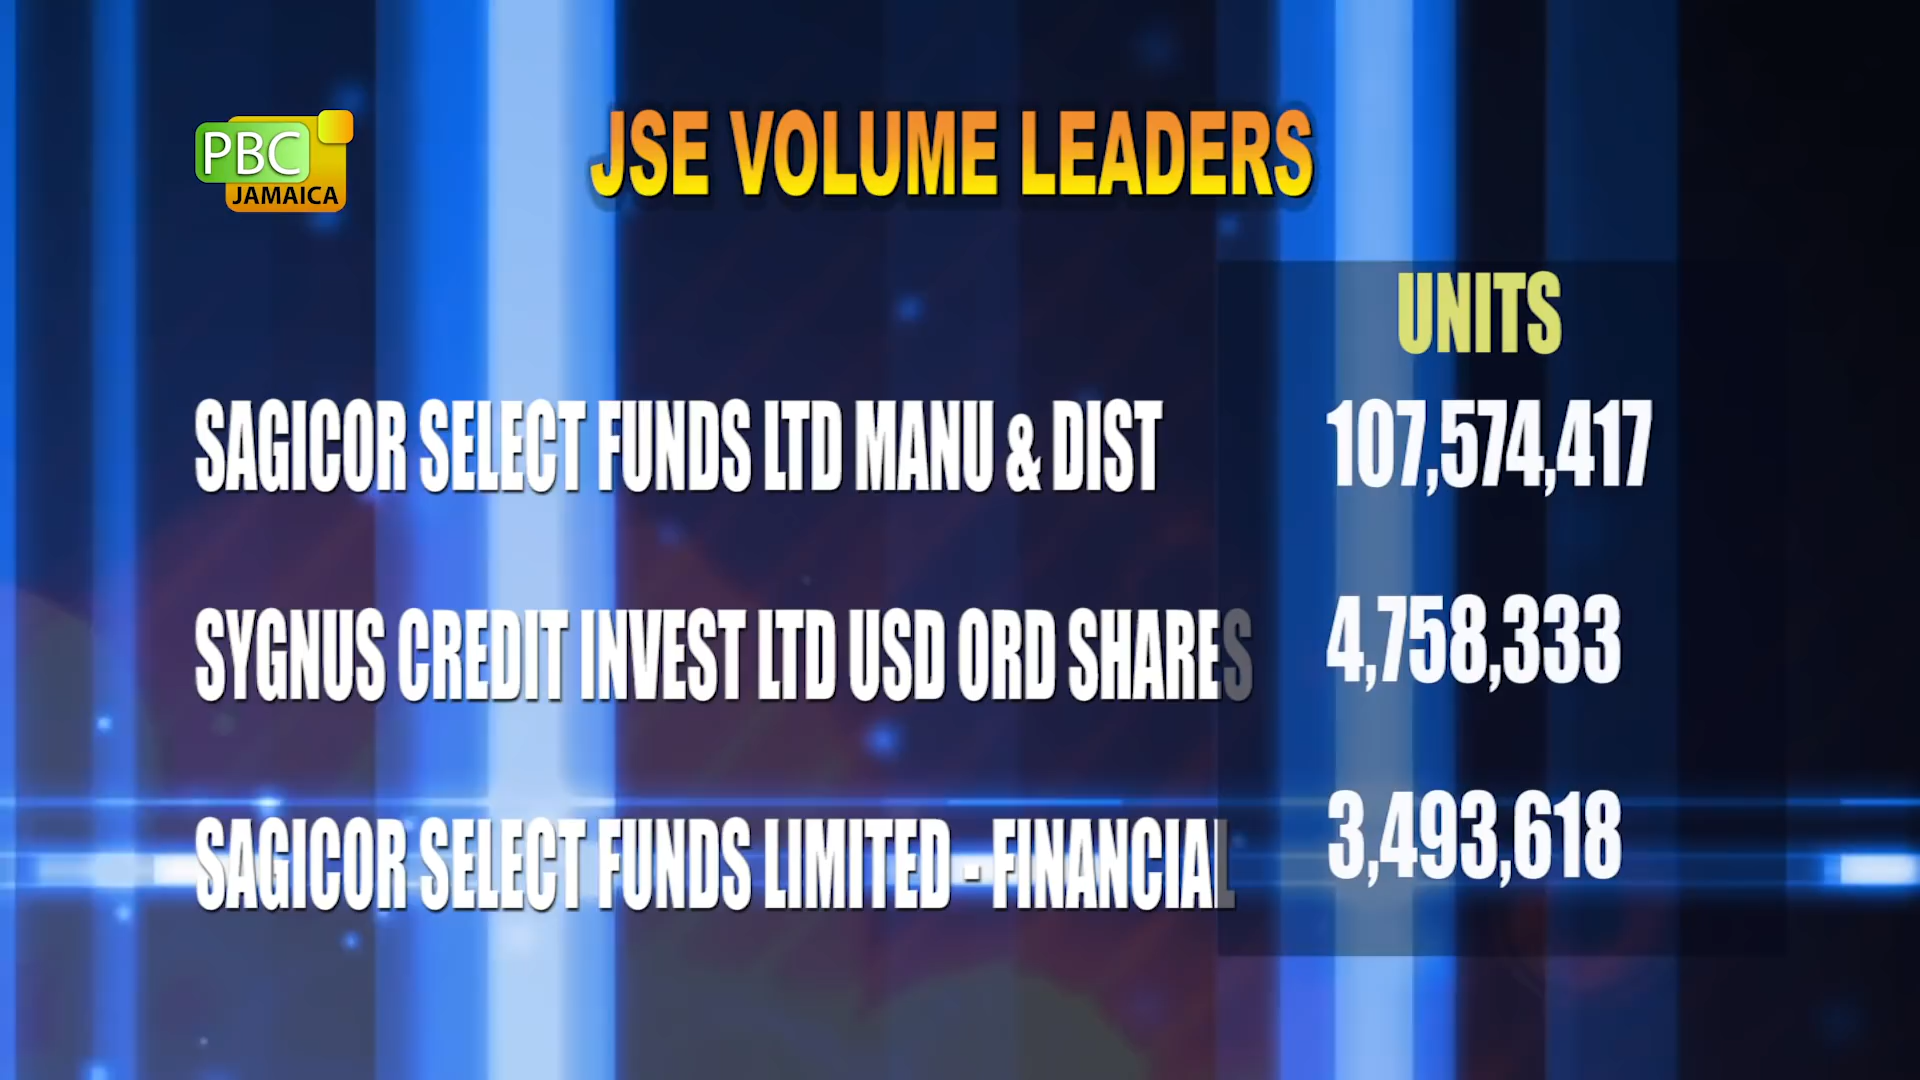 PBC
JAMAICA
JSE VOLUME LEADERS
UNITS
SAGICOR SELECT FUNDS LTD MANU & DIST 107,574,417
SYGNUS CREDIT INVEST LTD USD ORD SHARES 4,758,333
SAGICOR SELECT FUNDS LIMITED - FINANCIAL 3,493,618